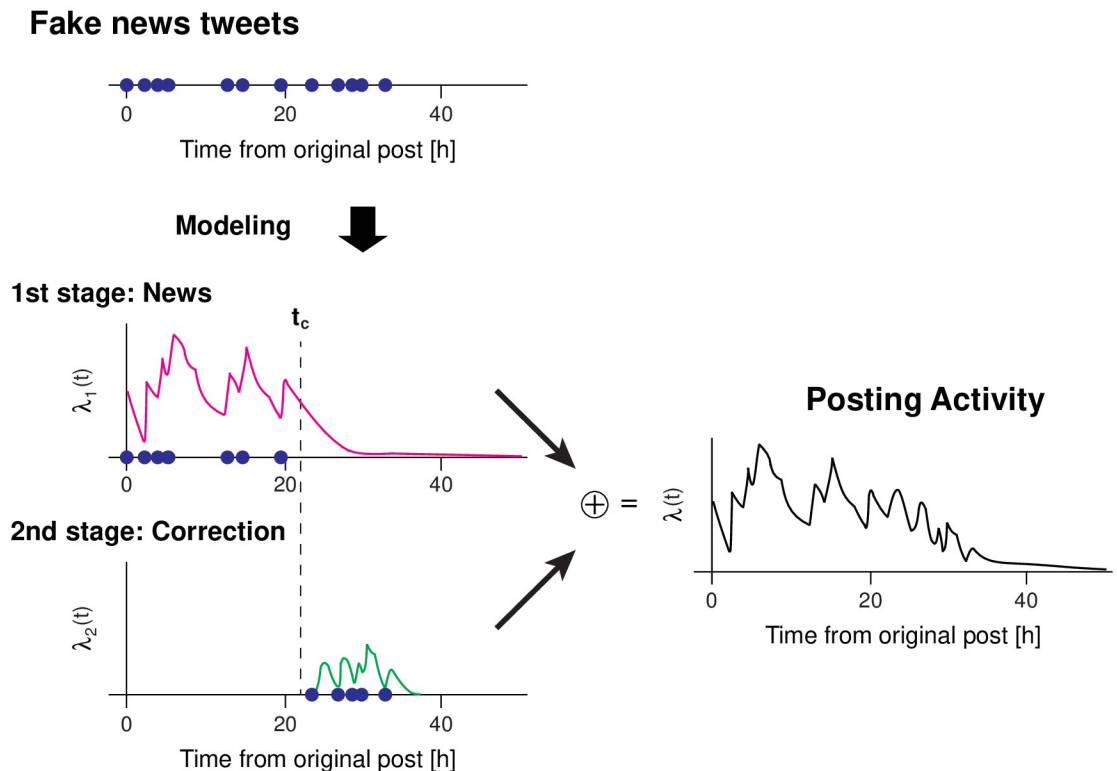 Fake news tweets
0 20 40
Time from original post [h]
Modeling
1st stage: News
t_c
λ₁(t)
0 20 40
2nd stage: Correction
λ₂(t)
0 20 40
Time from original post [h]
Posting Activity
⊕ =
λ(t)
0 20 40
Time from original post [h]